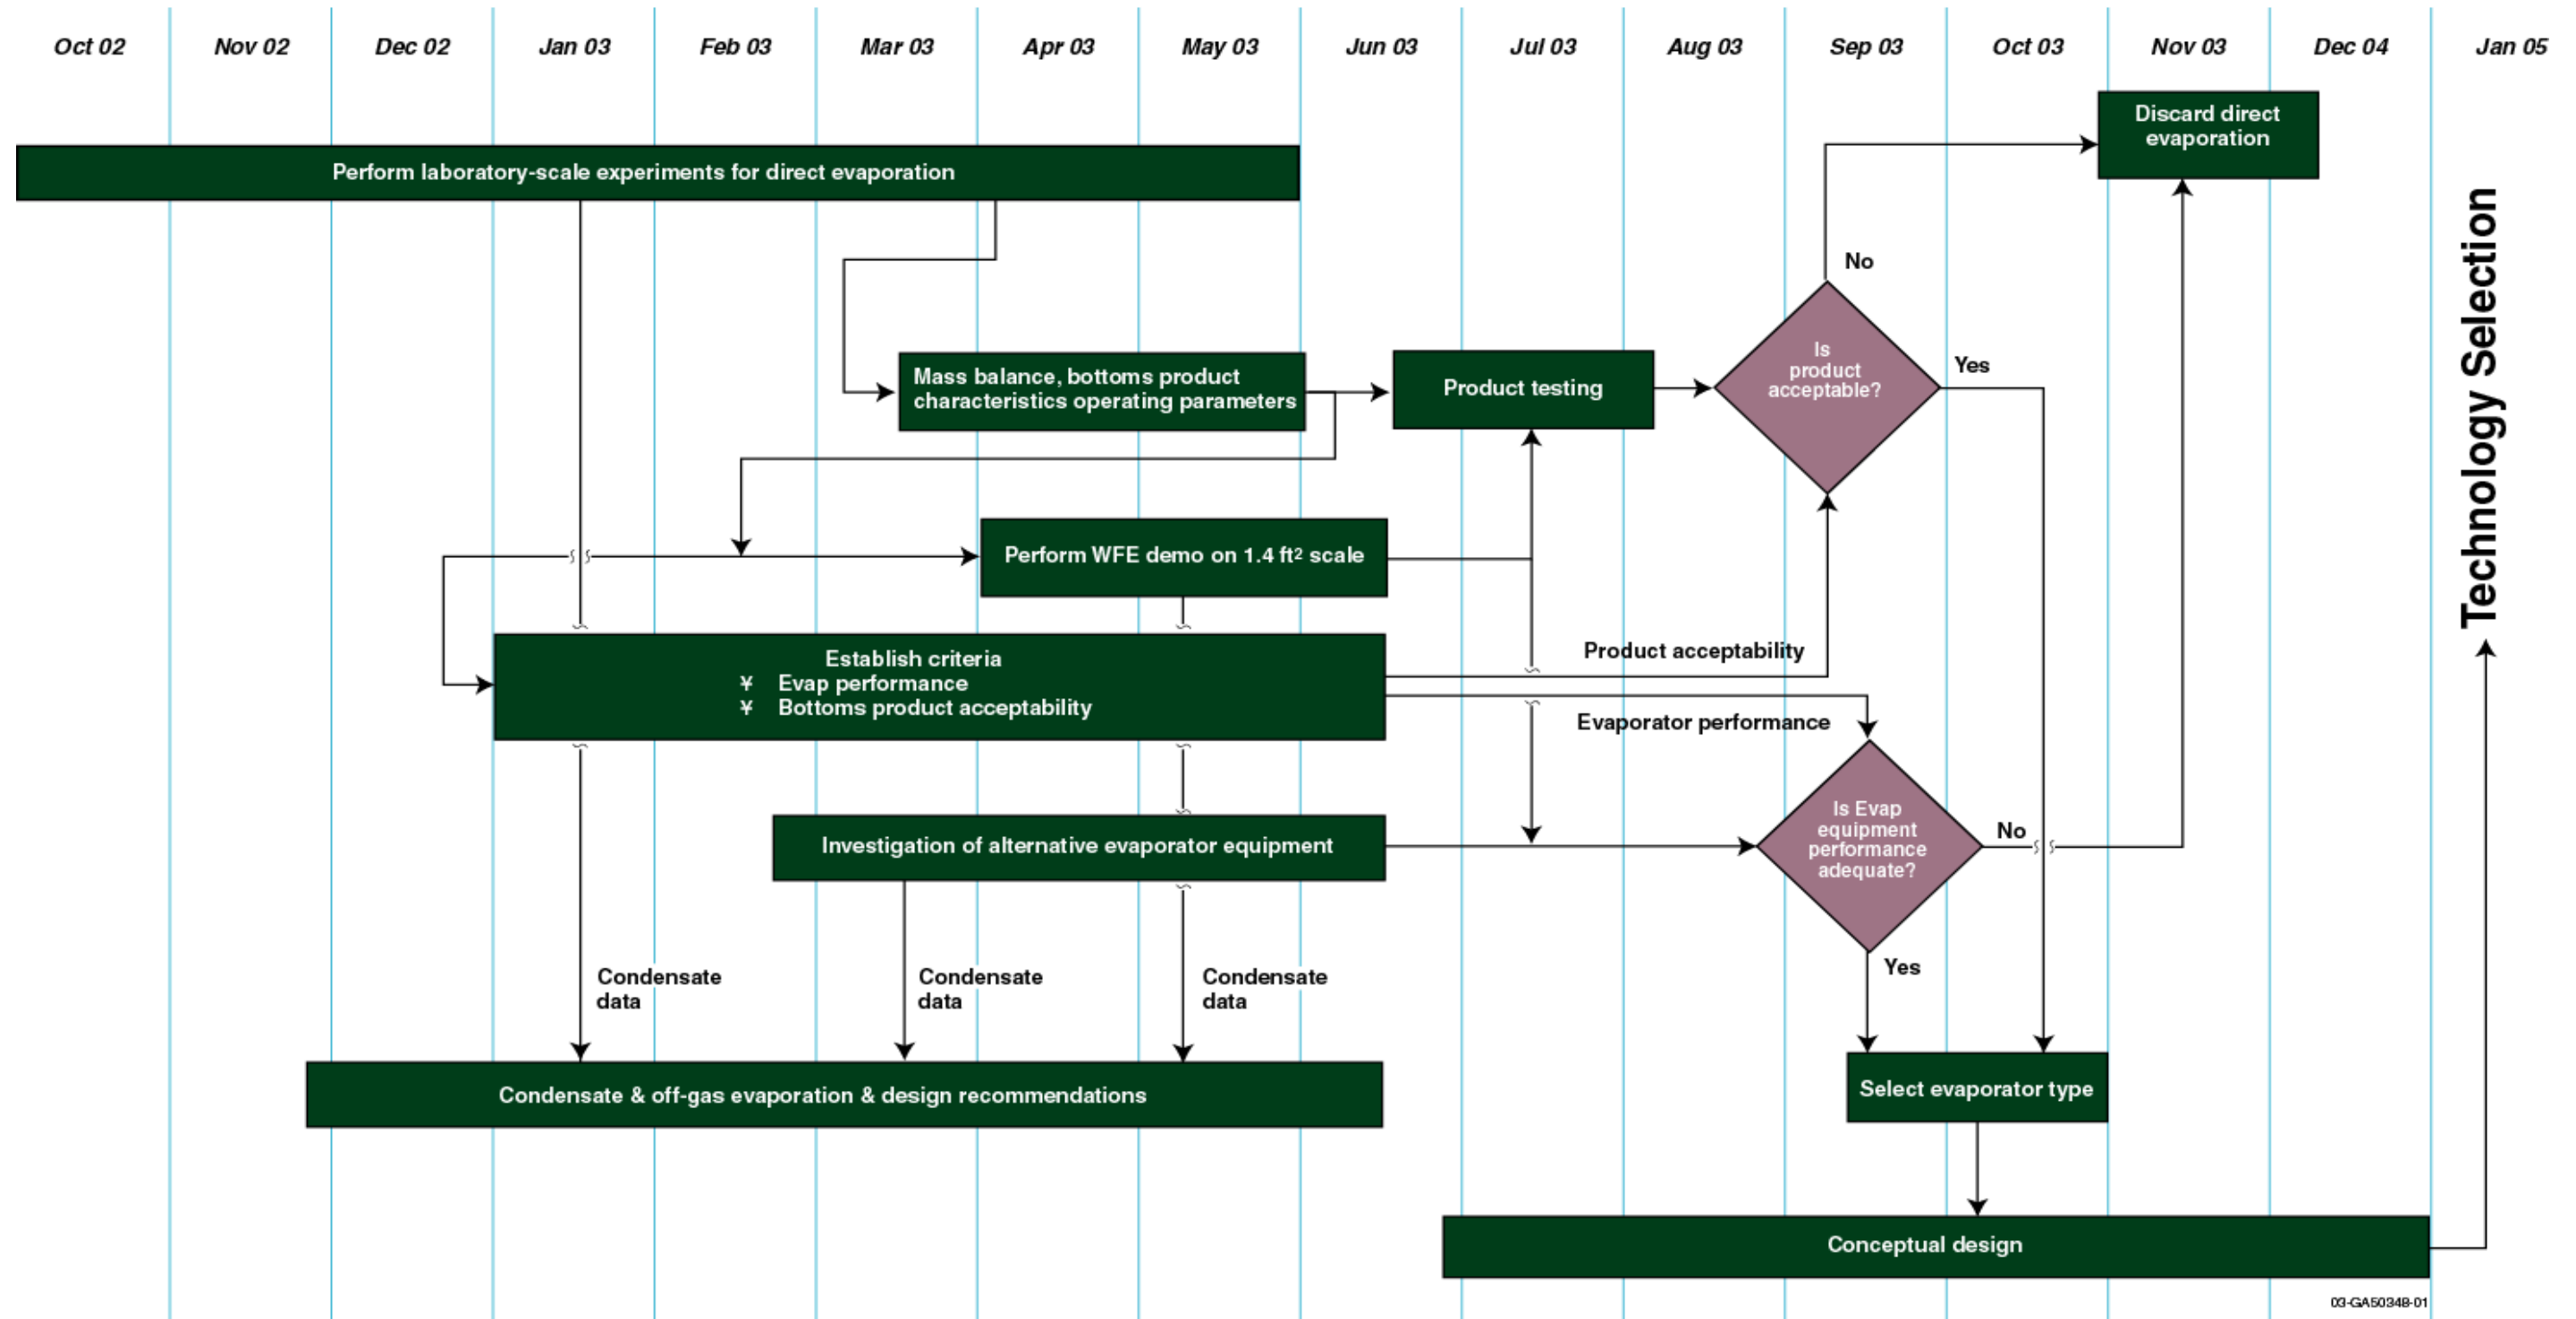 Oct 02
Nov 02
Dec 02
Jan 03
Feb 03
Mar 03
Apr 03
May 03
Jun 03
Jul 03
Aug 03
Sep 03
Oct 03
Nov 03
Dec 04
Jan 05
Discard direct
evaporation
Perform laboratory-scale experiments for direct evaporation
No
Is
product
acceptable?
Yes
Mass balance, bottoms product
characteristics operating parameters
Product testing
Technology Selection
Perform WFE demo on 1.4 ft² scale
Establish criteria
¥ Evap performance
¥ Bottoms product acceptability
Product acceptability
Evaporator performance
Investigation of alternative evaporator equipment
Is Evap
equipment
performance
adequate?
No
Yes
Condensate
data
Condensate
data
Condensate
data
Condensate & off-gas evaporation & design recommendations
Select evaporator type
Conceptual design
03-GA50348-01